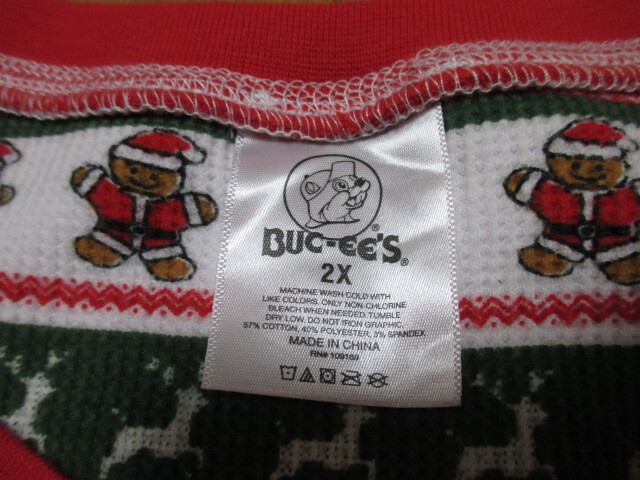 BUC-EE'S®
2X
MACHINE WASH COLD WITH
LIKE COLORS. ONLY NON-CHLORINE
BLEACH WHEN NEEDED. TUMBLE
DRY LOW. DO NOT IRON GRAPHIC.
57% COTTON, 40% POLYESTER, 3% SPANDEX
MADE IN CHINA
RN# 109169